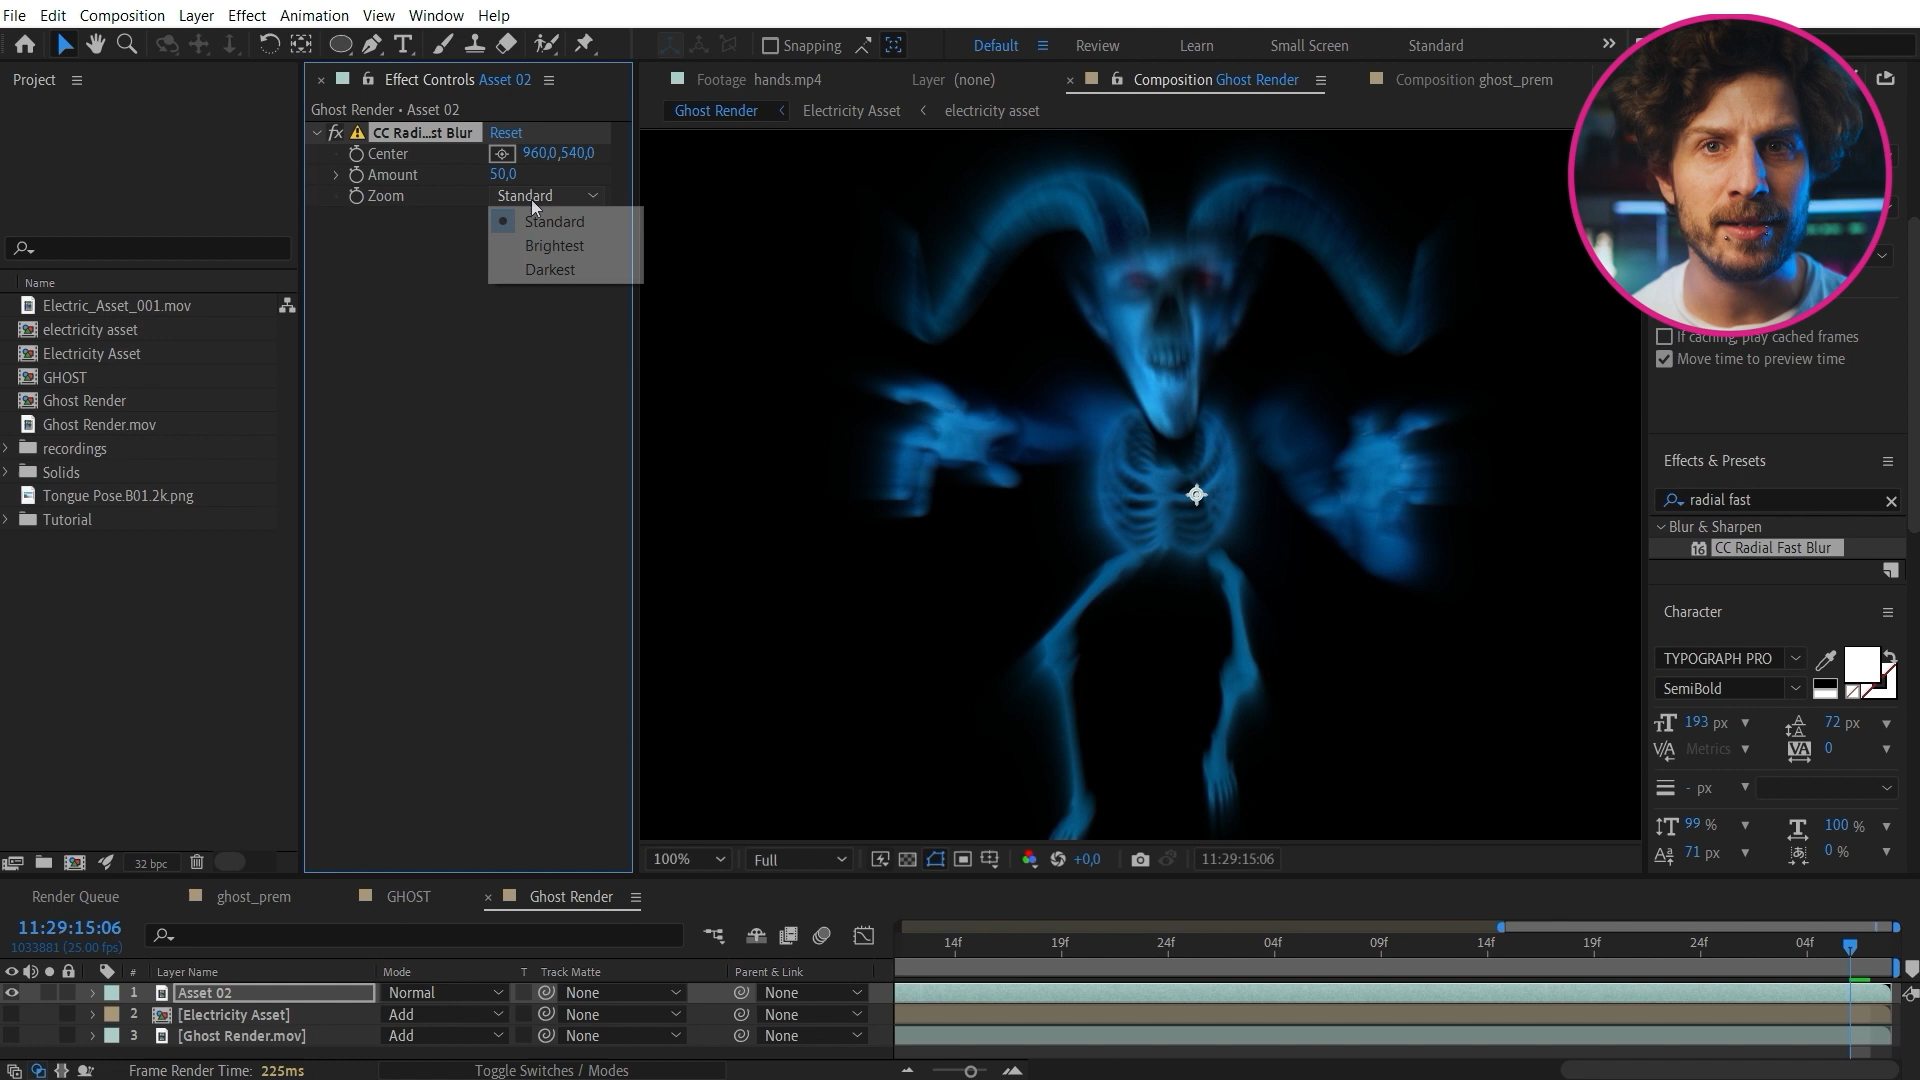 File Edit Composition Layer Effect Animation View Window Help
Snapping Default Review Learn Small Screen Standard
Project
Effect Controls Asset 02
Footage hands.mp4 Layer (none) Composition Ghost Render Composition ghost_prem
Ghost Render • Asset 02
Ghost Render Electricity Asset electricity asset
fx CC Radi...st Blur Reset
Center 960,0,540,0
Amount 50,0
Zoom Standard
Standard
Brightest
Darkest
Name
Electric_Asset_001.mov
electricity asset
Electricity Asset
GHOST
Ghost Render
Ghost Render.mov
recordings
Solids
Tongue Pose.B01.2k.png
Tutorial
32 bpc
100% Full +0,0 11:29:15:06
If caching, play cached frames
Move time to preview time
Effects & Presets
radial fast
Blur & Sharpen
16 CC Radial Fast Blur
Character
TYPOGRAPH PRO
SemiBold
193 px 72 px
Metrics 0
- px
99 % 100 %
71 px 0 %
Render Queue ghost_prem GHOST Ghost Render
11:29:15:06
1033881 (25.00 fps)
14f 19f 24f 04f 09f 14f 19f 24f 04f
# Layer Name Mode T Track Matte Parent & Link
1 Asset 02 Normal None None
2 [Electricity Asset] Add None None
3 [Ghost Render.mov] Add None None
Frame Render Time: 225ms Toggle Switches / Modes